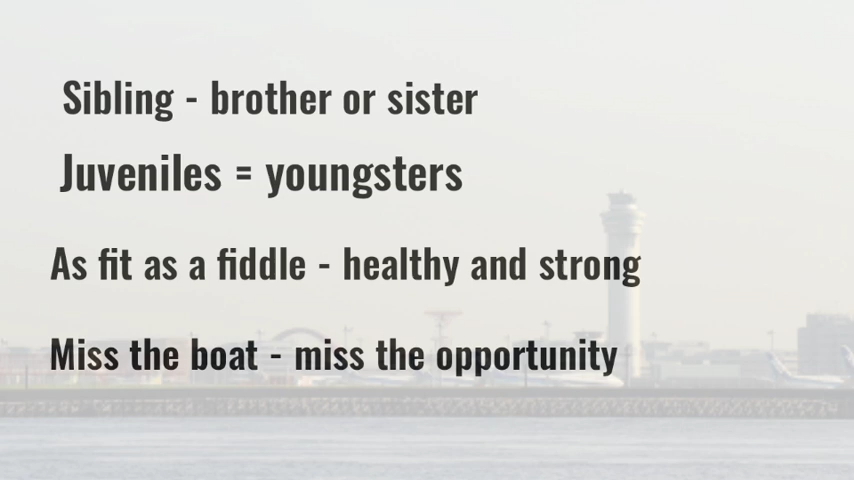 Sibling - brother or sister
Juveniles = youngsters
As fit as a fiddle - healthy and strong
Miss the boat - miss the opportunity